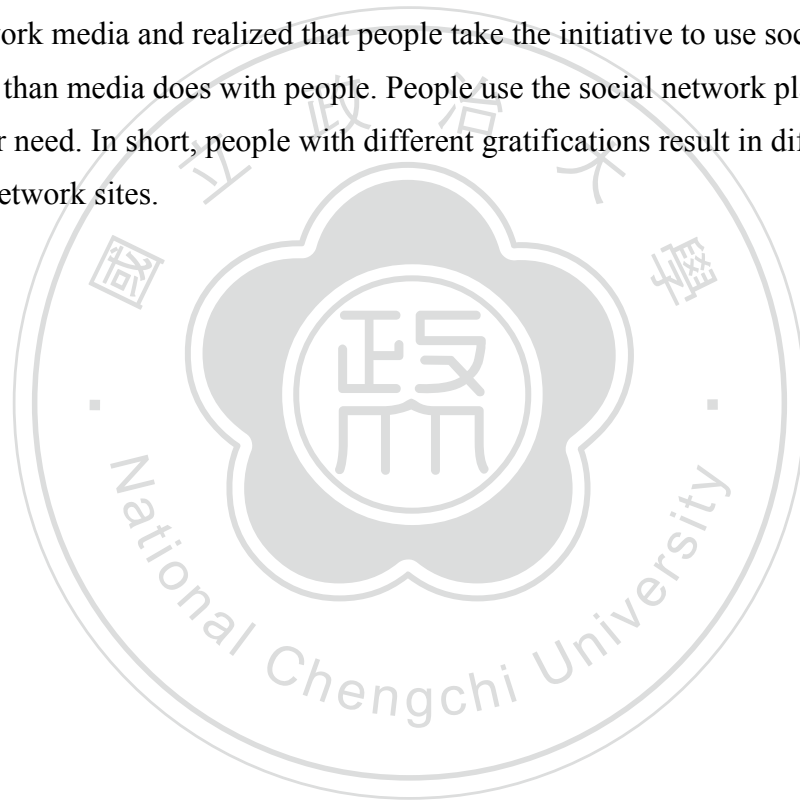 ork media and realized that people take the initiative to use soc
than media does with people. People use the social network pl
r need. In short, people with different gratifications result in dif
etwork sites.
國立政治大學
政
National Chengchi University